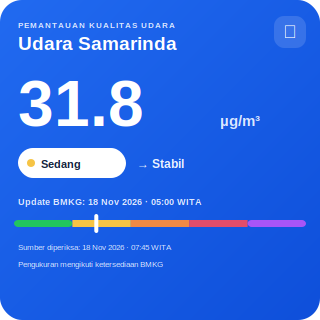 PEMANTAUAN KUALITAS UDARA
Udara Samarinda
31.8
µg/m³
Sedang
→ Stabil
Update BMKG: 18 Nov 2026 · 05:00 WITA
Sumber diperiksa: 18 Nov 2026 · 07:45 WITA
Pengukuran mengikuti ketersediaan BMKG